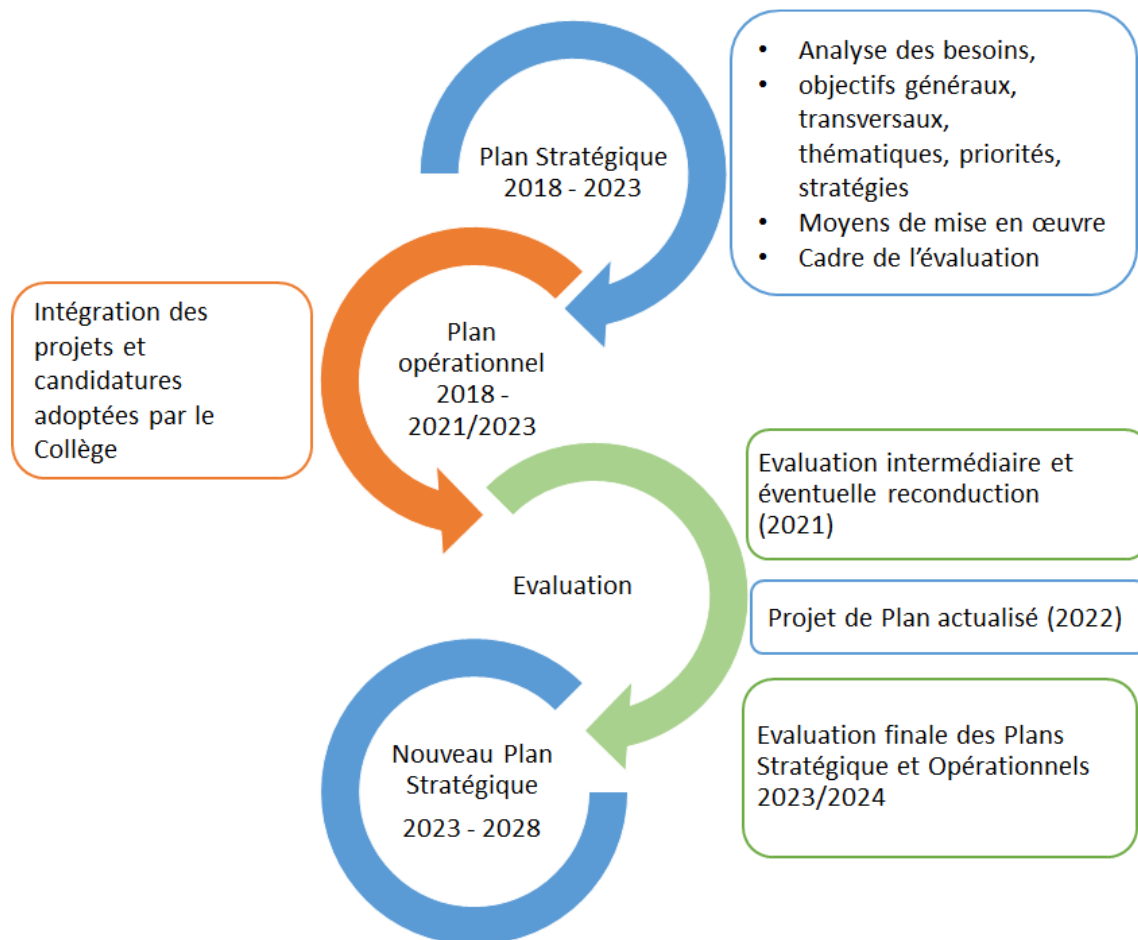 • Analyse des besoins,
• objectifs généraux,
transversaux,
thématiques, priorités,
stratégies
• Moyens de mise en œuvre
• Cadre de l’évaluation
Plan Stratégique
2018 - 2023
Intégration des
projets et
candidatures
adoptées par le
Collège
Plan
opérationnel
2018 -
2021/2023
Evaluation intermédiaire et
éventuelle reconduction
(2021)
Evaluation
Projet de Plan actualisé (2022)
Evaluation finale des Plans
Stratégique et Opérationnels
2023/2024
Nouveau Plan
Stratégique
2023 - 2028